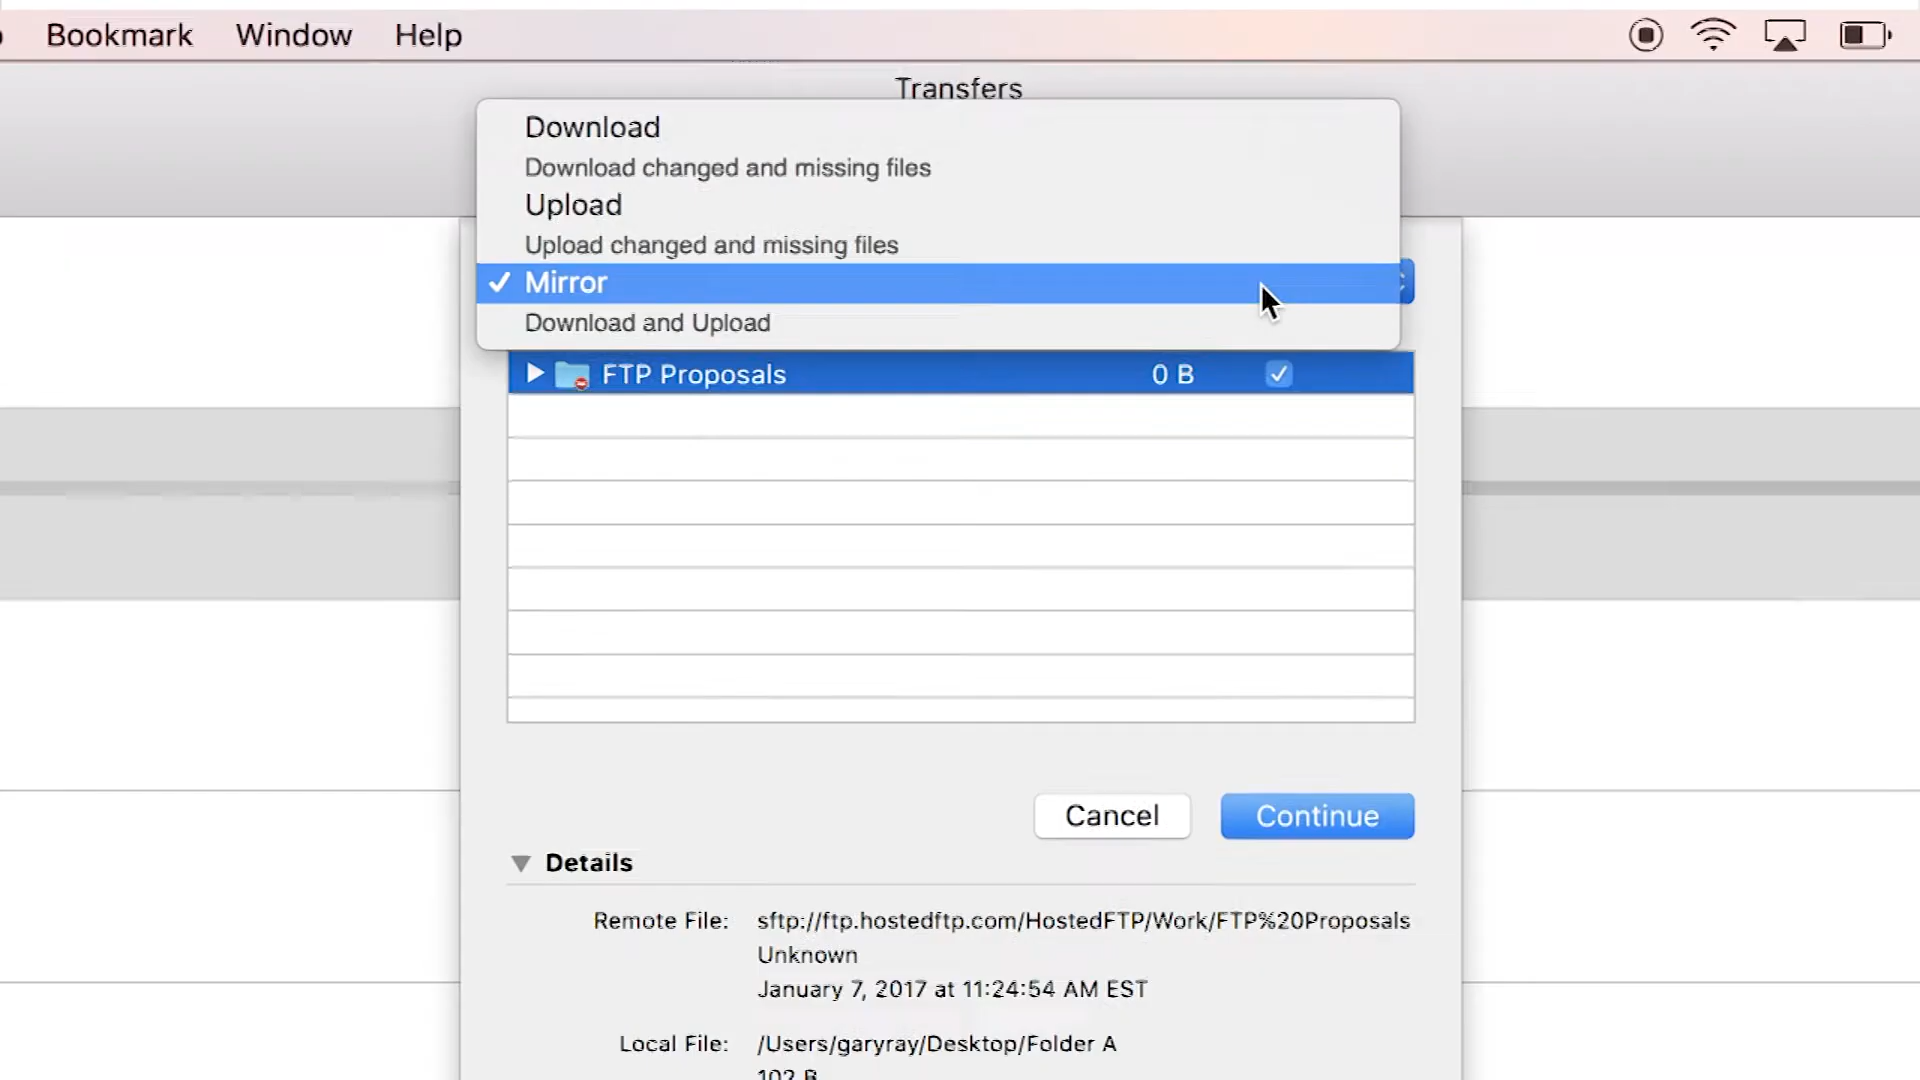 Bookmark Window Help
Transfers
Download
Download changed and missing files
Upload
Upload changed and missing files
Mirror
Download and Upload
FTP Proposals 0 B
Cancel Continue
Details
Remote File: sftp://ftp.hostedftp.com/HostedFTP/Work/FTP%20Proposals
Unknown
January 7, 2017 at 11:24:54 AM EST
Local File: /Users/garyray/Desktop/Folder A
102 B